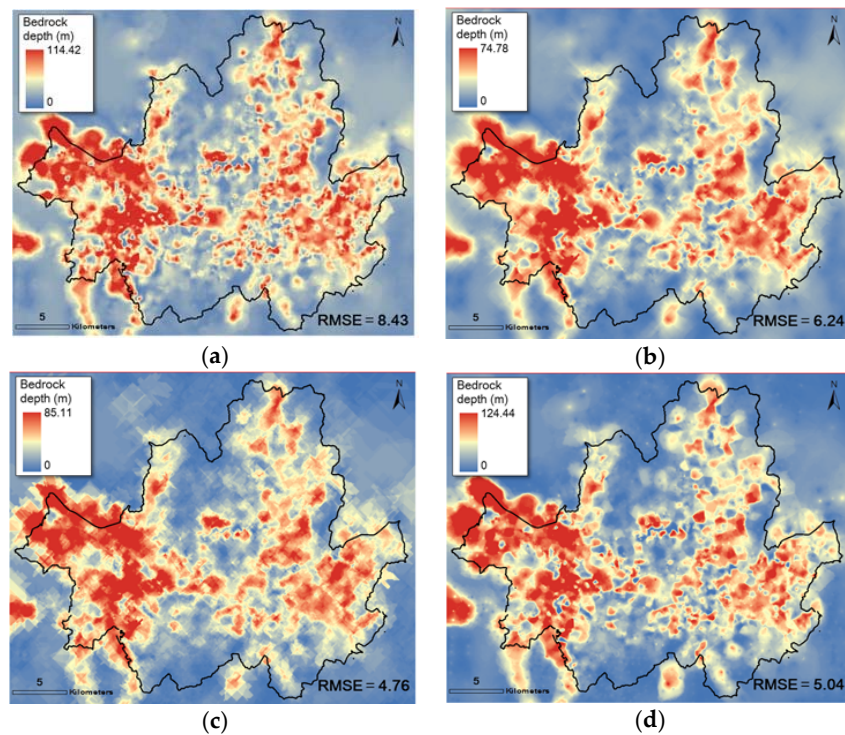 Bedrock
depth (m)
114.42
0
N
5
Kilometers
RMSE = 8.43
(a)
Bedrock
depth (m)
74.78
0
N
5
Kilometers
RMSE = 6.24
(b)
Bedrock
depth (m)
85.11
0
N
5
Kilometers
RMSE = 4.76
(c)
Bedrock
depth (m)
124.44
0
N
5
Kilometers
RMSE = 5.04
(d)